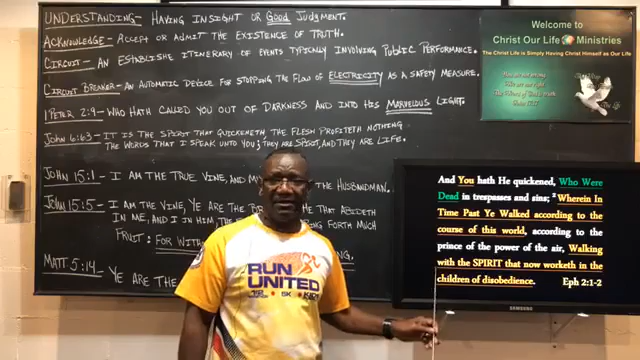 UNDERSTANDING- HAVING INSIGHT OR GOOD JUDGMENT.
ACKNOWLEDGE- ACCEPT OR ADMIT THE EXISTENCE OF TRUTH.
CIRCUIT- AN ESTABLISHE ITINERARY OF EVENTS TYPICALLY INVOLVING PUBLIC PERFORMANCE.
CIRCUIT BREAKER- AN AUTOMATIC DEVICE FOR STOPPING THE FLOW OF ELECTRICITY AS A SAFETY MEASURE.
1 PETER 2:9- WHO HATH CALLED YOU OUT OF DARKNESS AND INTO HIS MARVELOUS LIGHT.
JOHN 6:63- IT IS THE SPIRIT THAT QUICKENETH THE FLESH PROFITETH NOTHING
THE WORDS THAT I SPEAK UNTO YOU; THEY ARE SPIRIT, AND THEY ARE LIFE.
JOHN 15:1- I AM THE TRUE VINE, AND MY THE HUSBANDMAN.
JOHN 15:5- I AM THE VINE, YE ARE THE THAT ABIDETH
IN ME, AND I IN HIM, THE FORTH MUCH
FRUIT: FOR
MATT 5:14- YE ARE THE
Welcome to
Christ Our Life Ministries
The Christ Life is Simply Having Christ Himself as Our Life
And You hath He quickened, Who Were
Dead in trespasses and sins; 2 Wherein In
Time Past Ye Walked according to the
course of this world, according to the
prince of the power of the air, Walking
with the SPIRIT that now worketh in the
children of disobedience. Eph 2:1-2
SAMSUNG
RUN
UNITED
5K